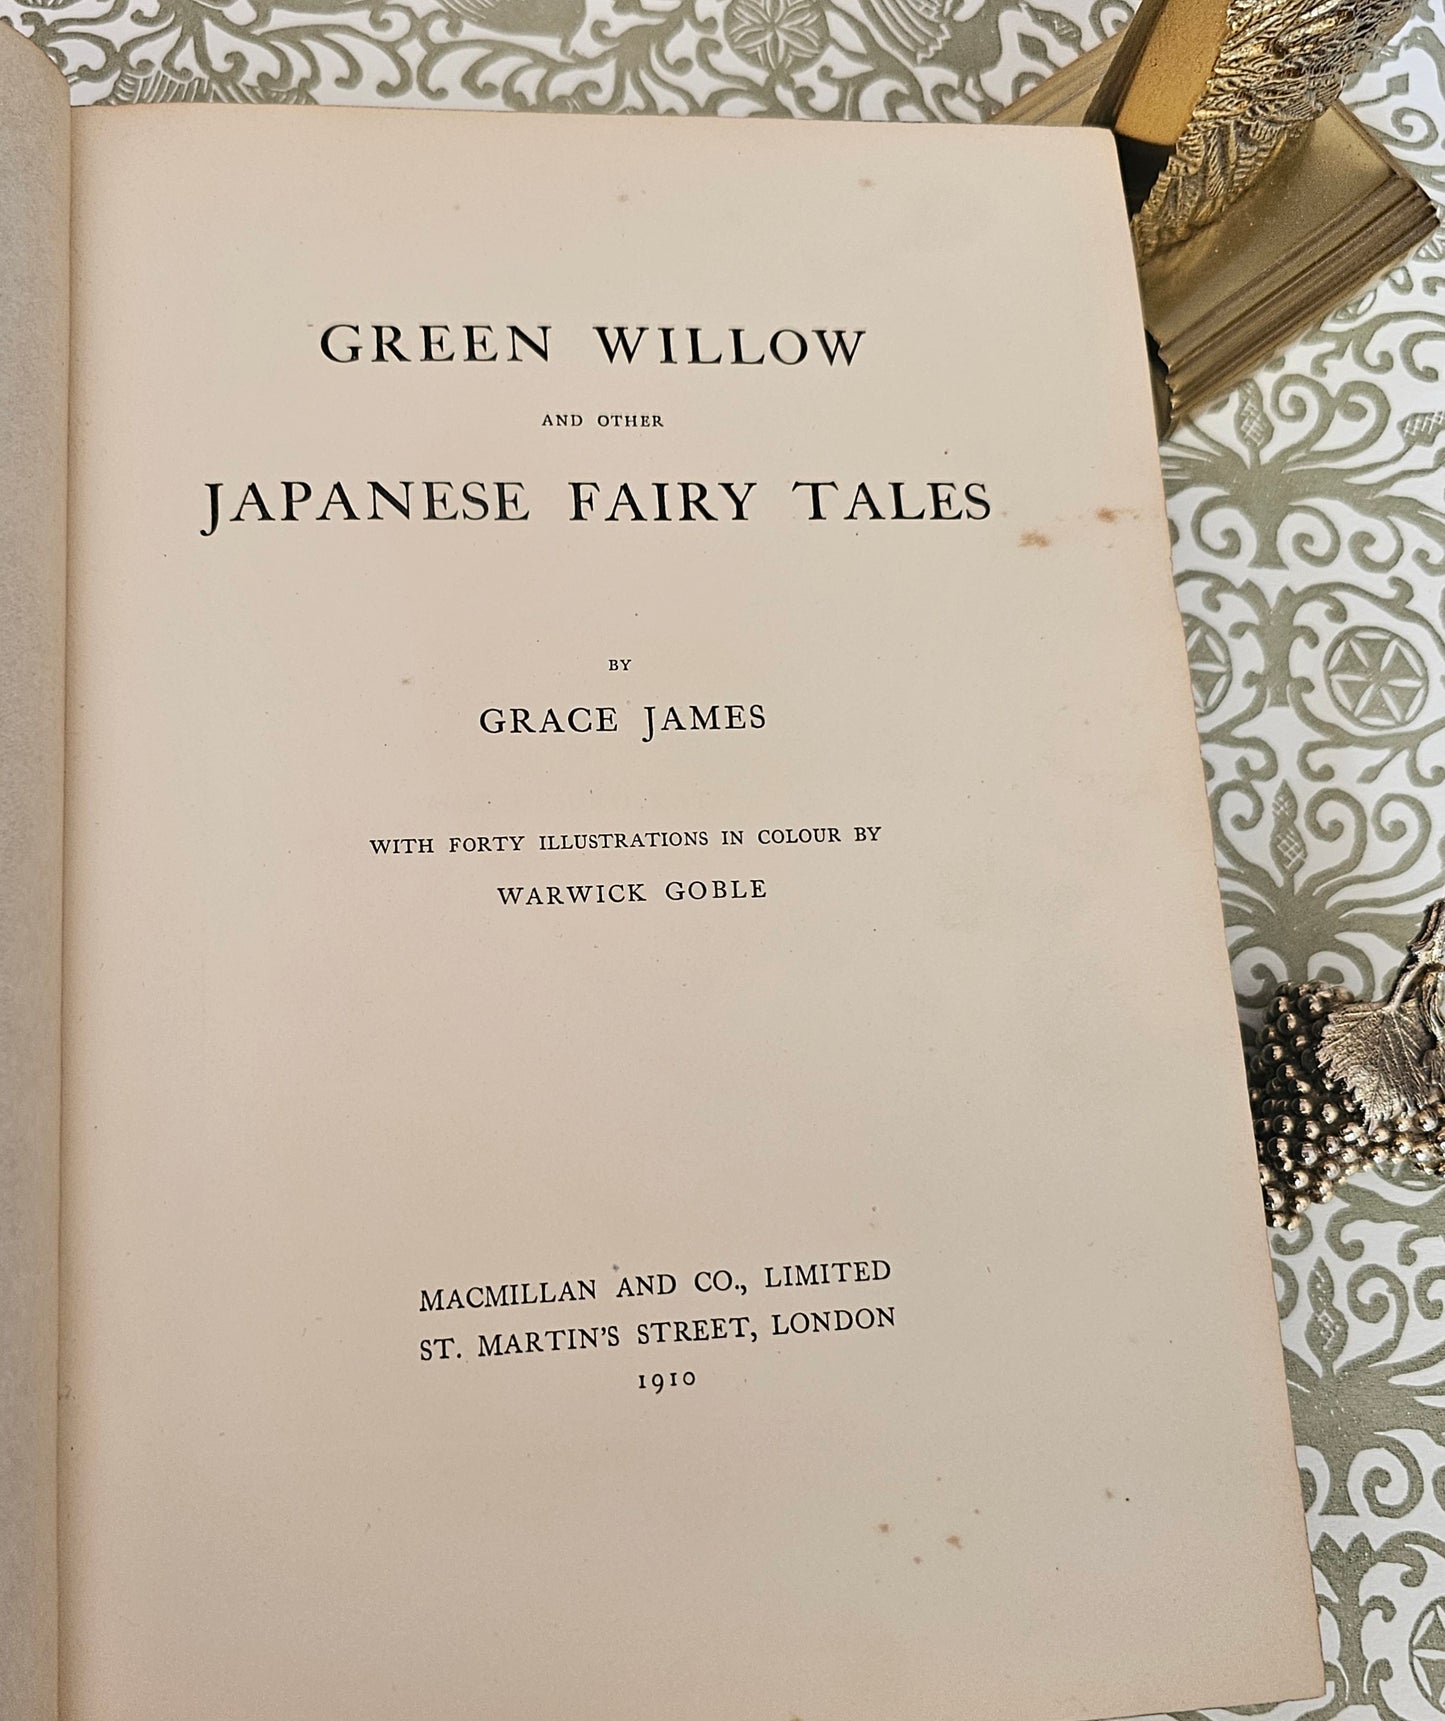 GREEN WILLOW
AND OTHER
JAPANESE FAIRY TALES
BY
GRACE JAMES
WITH FORTY ILLUSTRATIONS IN COLOUR BY
WARWICK GOBLE
MACMILLAN AND CO., LIMITED
ST. MARTIN'S STREET, LONDON
1910